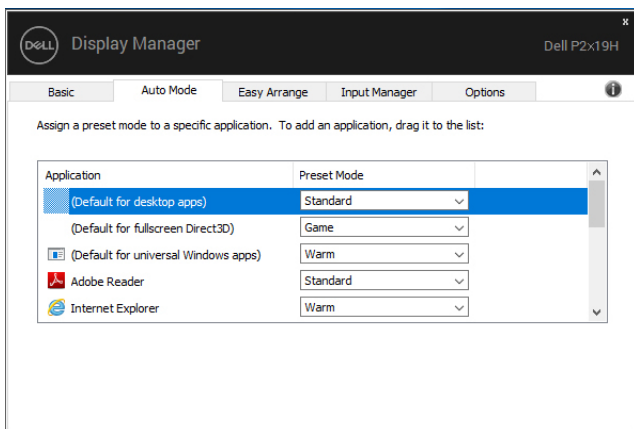 x
DELL Display Manager Dell P2x19H
Basic Auto Mode Easy Arrange Input Manager Options
Assign a preset mode to a specific application. To add an application, drag it to the list:
Application Preset Mode
(Default for desktop apps) Standard
(Default for fullscreen Direct3D) Game
(Default for universal Windows apps) Warm
Adobe Reader Standard
Internet Explorer Warm